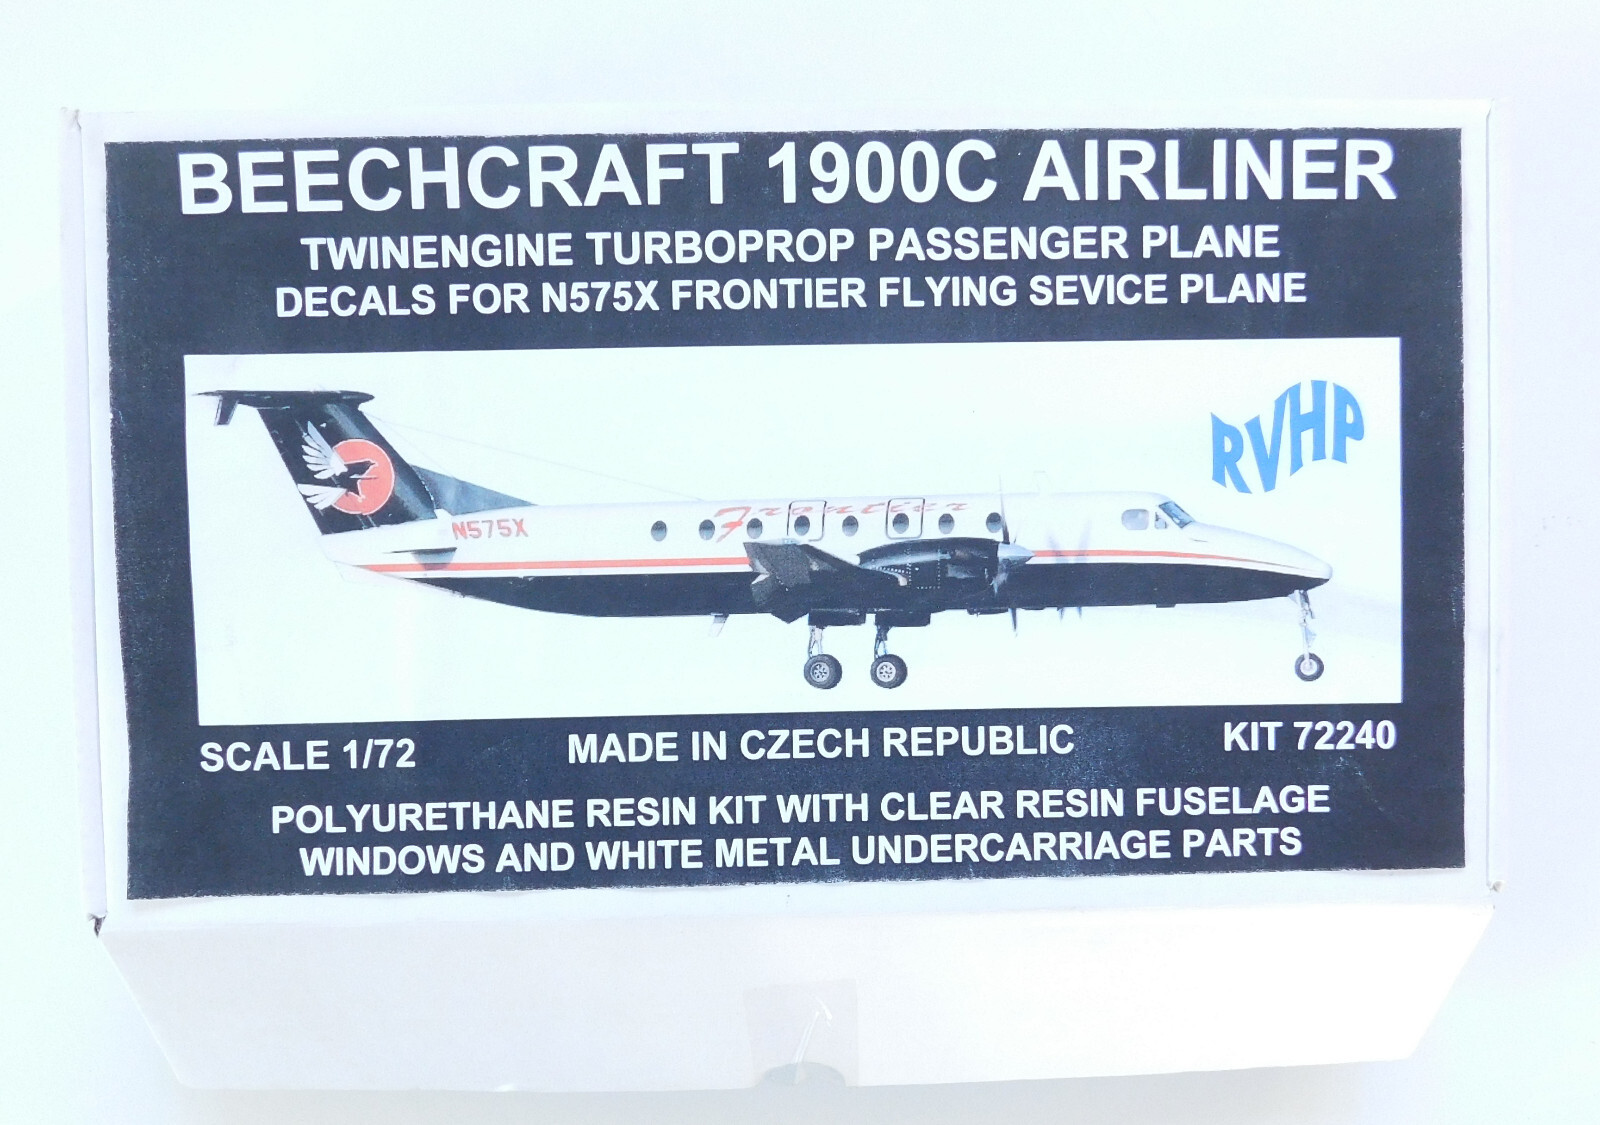 BEECHCRAFT 1900C AIRLINER
TWINENGINE TURBOPROP PASSENGER PLANE
DECALS FOR N575X FRONTIER FLYING SEVICE PLANE
RVHP
Frontier
N575X
SCALE 1/72 MADE IN CZECH REPUBLIC KIT 72240
POLYURETHANE RESIN KIT WITH CLEAR RESIN FUSELAGE
WINDOWS AND WHITE METAL UNDERCARRIAGE PARTS